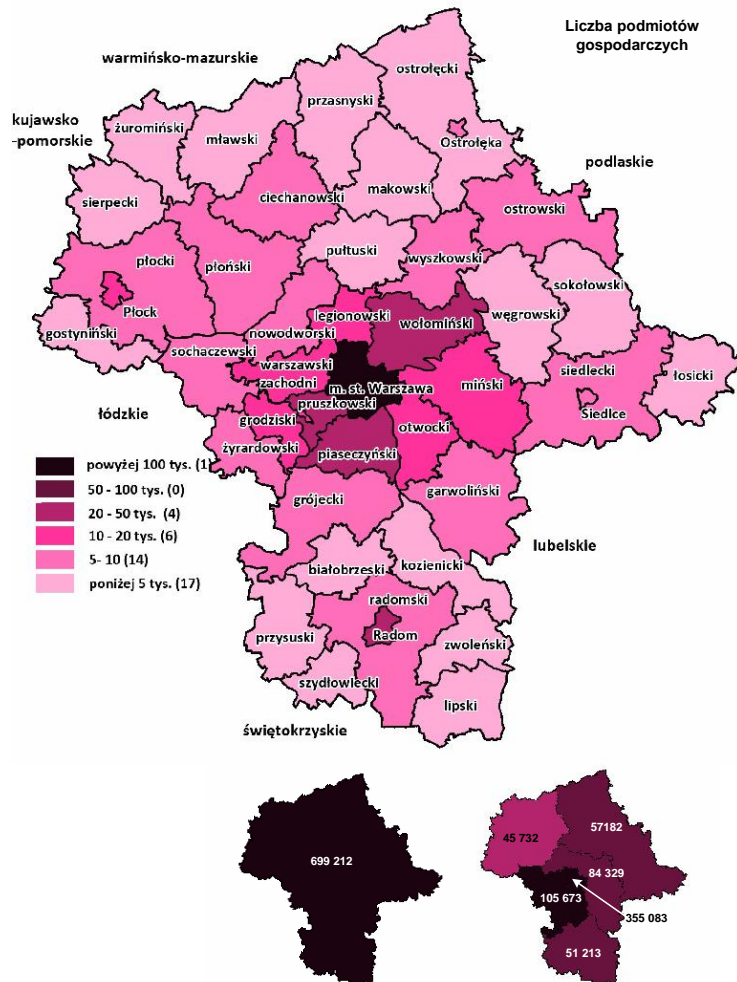 Liczba podmiotów
gospodarczych
warmińsko-mazurskie
kujawsko
-pomorskie
podlaskie
łódzkie
lubelskie
świętokrzyskie
ostrołęcki
przasnyski
żuromiński
mławski
Ostrołęka
makowski
ciechanowski
sierpecki
ostrowski
pułtuski
wyszkowski
płocki
płoński
sokołowski
węgrowski
Płock
legionowski
wołomiński
gostyniński
nowodworski
sochaczewski
warszawski
zachodni
siedlecki
łosicki
m. st. Warszawa
miński
pruszkowski
Siedlce
grodziski
otwocki
żyrardowski
piaseczyński
garwoliński
grójecki
białobrzeski
kozienicki
radomski
przysuski
Radom
zwoleński
szydłowiecki
lipski
powyżej 100 tys. (1)
50 - 100 tys. (0)
20 - 50 tys. (4)
10 - 20 tys. (6)
5- 10 (14)
poniżej 5 tys. (17)
699 212
45 732
57182
84 329
105 673
355 083
51 213